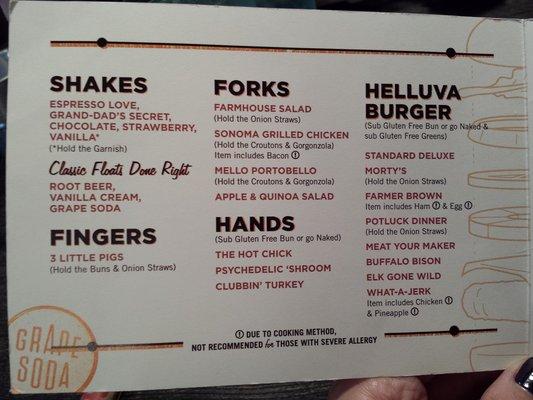 SHAKES
ESPRESSO LOVE,
GRAND-DAD'S SECRET,
CHOCOLATE, STRAWBERRY,
VANILLA*
(*Hold the Garnish)
Classic Floats Done Right
ROOT BEER,
VANILLA CREAM,
GRAPE SODA
FINGERS
3 LITTLE PIGS
(Hold the Buns & Onion Straws)
GRAPE
SODA
FORKS
FARMHOUSE SALAD
(Hold the Onion Straws)
SONOMA GRILLED CHICKEN
(Hold the Croutons & Gorgonzola)
Item includes Bacon ⓘ
MELLO PORTOBELLO
(Hold the Croutons & Gorgonzola)
APPLE & QUINOA SALAD
HANDS
(Sub Gluten Free Bun or go Naked)
THE HOT CHICK
PSYCHEDELIC 'SHROOM
CLUBBIN' TURKEY
HELLUVA
BURGER
(Sub Gluten Free Bun or go Naked &
sub Gluten Free Greens)
STANDARD DELUXE
MORTY'S
(Hold the Onion Straws)
FARMER BROWN
Item includes Ham ⓘ & Egg ⓘ
POTLUCK DINNER
(Hold the Onion Straws)
MEAT YOUR MAKER
BUFFALO BISON
ELK GONE WILD
WHAT-A-JERK
Item includes Chicken ⓘ
& Pineapple ⓘ
ⓘ DUE TO COOKING METHOD,
NOT RECOMMENDED for THOSE WITH SEVERE ALLERGY